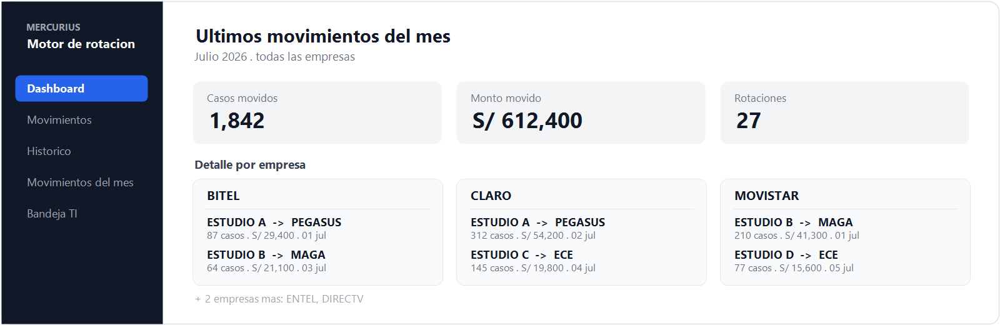 MERCURIUS
Motor de rotacion
Dashboard
Movimientos
Historico
Movimientos del mes
Bandeja TI
Ultimos movimientos del mes
Julio 2026 . todas las empresas
Casos movidos
1,842
Monto movido
S/ 612,400
Rotaciones
27
Detalle por empresa
BITEL
ESTUDIO A -> PEGASUS
87 casos . S/ 29,400 . 01 jul
ESTUDIO B -> MAGA
64 casos . S/ 21,100 . 03 jul
CLARO
ESTUDIO A -> PEGASUS
312 casos . S/ 54,200 . 02 jul
ESTUDIO C -> ECE
145 casos . S/ 19,800 . 04 jul
MOVISTAR
ESTUDIO B -> MAGA
210 casos . S/ 41,300 . 01 jul
ESTUDIO D -> ECE
77 casos . S/ 15,600 . 05 jul
+ 2 empresas mas: ENTEL, DIRECTV